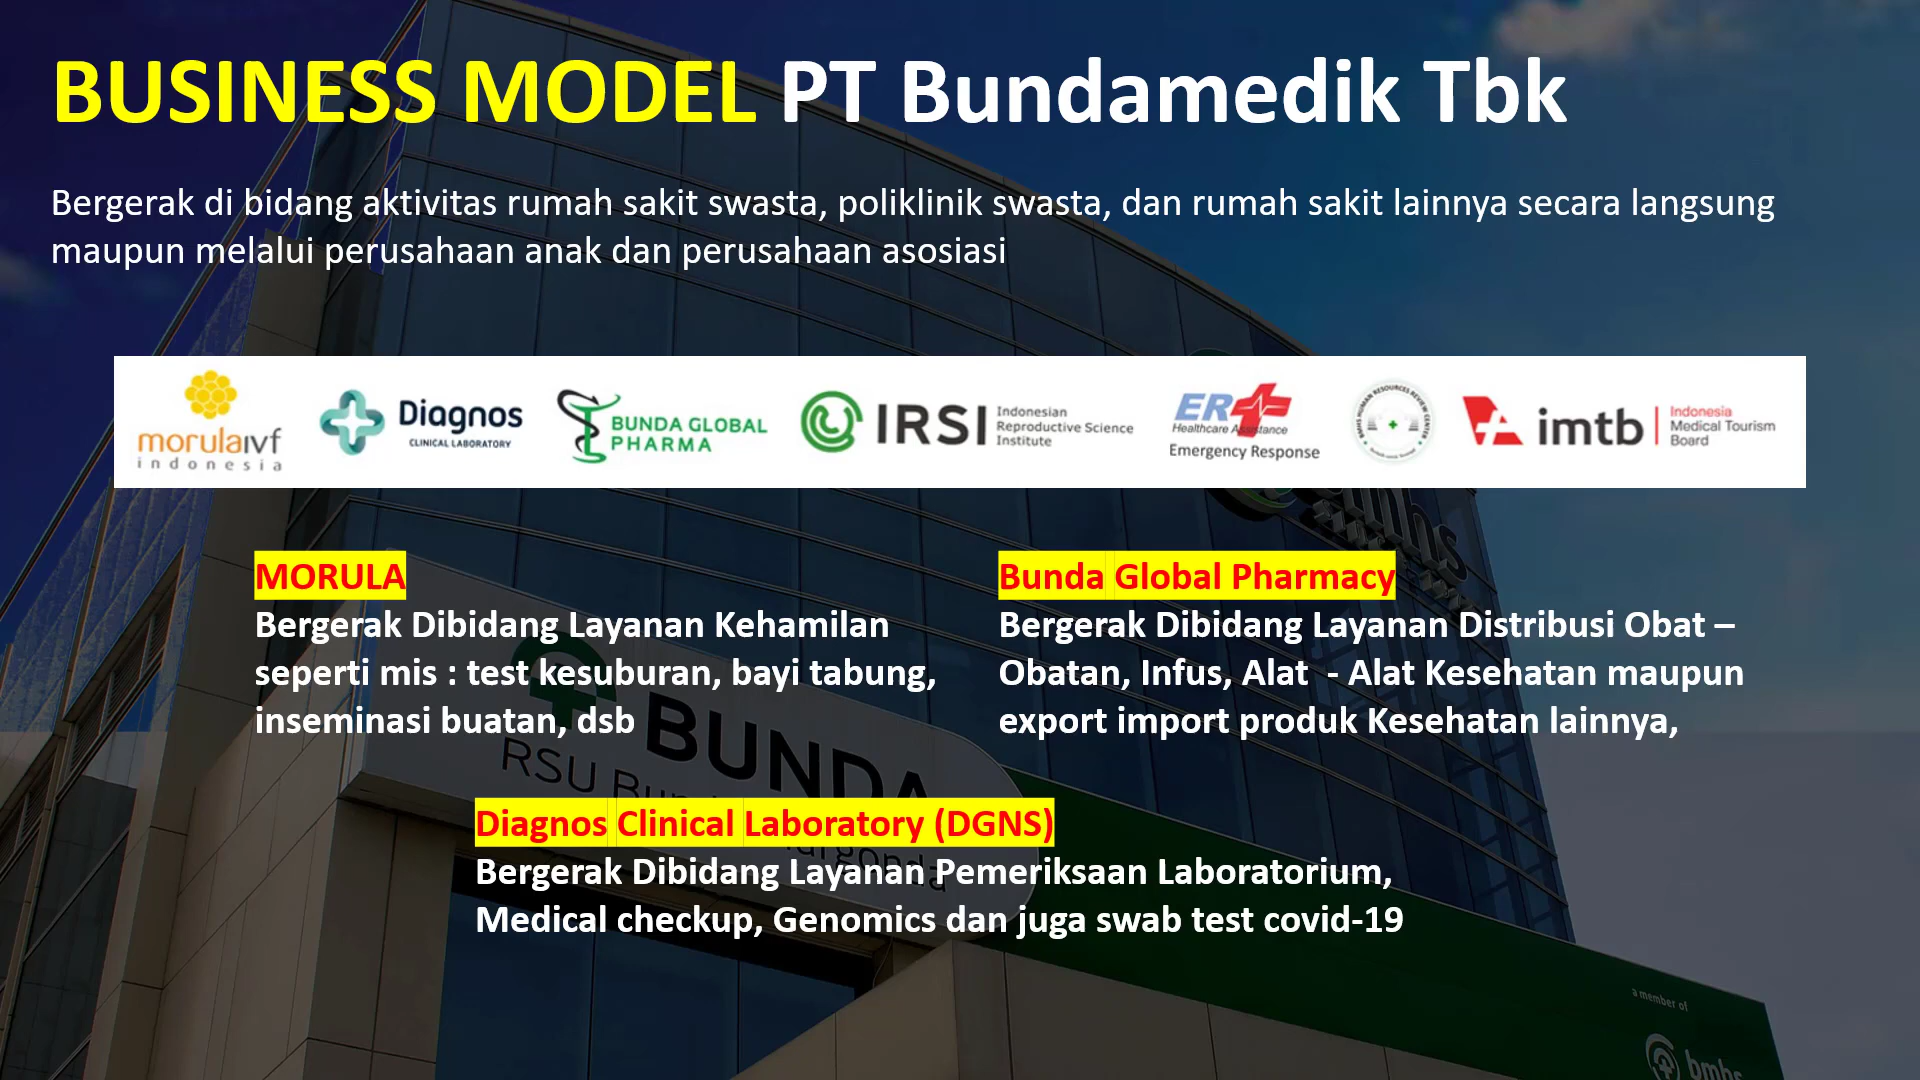 BUSINESS MODEL PT Bundamedik Tbk
Bergerak di bidang aktivitas rumah sakit swasta, poliklinik swasta, dan rumah sakit lainnya secara langsung
maupun melalui perusahaan anak dan perusahaan asosiasi
morulaivf
indonesia
Diagnos
CLINICAL LABORATORY
BUNDA GLOBAL
PHARMA
IRSI
Indonesian
Reproductive Science
Institute
ER
Healthcare Assistance
Emergency Response
BMHS HUMAN RESOURCES REVIEW CENTER
imtb
Indonesia
Medical Tourism
Board
MORULA
Bergerak Dibidang Layanan Kehamilan
seperti mis : test kesuburan, bayi tabung,
inseminasi buatan, dsb
Bunda Global Pharmacy
Bergerak Dibidang Layanan Distribusi Obat –
Obatan, Infus, Alat  - Alat Kesehatan maupun
export import produk Kesehatan lainnya,
BUNDA
RSU
Diagnos Clinical Laboratory (DGNS)
Bergerak Dibidang Layanan Pemeriksaan Laboratorium,
Medical checkup, Genomics dan juga swab test covid-19
a member of
bmhs